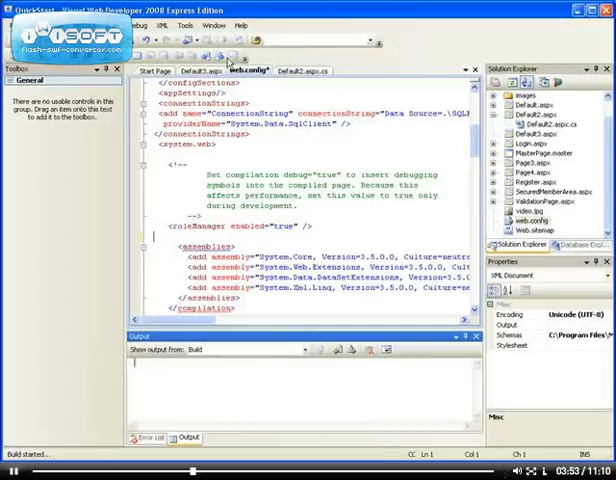 QuickStart - Visual Web Developer 2008 Express Edition
iWiSOFT
flash-swf-converter.com
XML Tools Window Help
Toolbox
General
There are no usable controls in this
group. Drag an item onto this text
to add it to the toolbox.
Start Page Default3.aspx web.config* Default2.aspx.cs
</configSections>
<appSettings/>
<connectionStrings>
<add name="ConnectionString" connectionString="Data Source=.\SQLE
providerName="System.Data.SqlClient" />
</connectionStrings>
<system.web>
<!--
Set compilation debug="true" to insert debugging
symbols into the compiled page. Because this
affects performance, set this value to true only
during development.
-->
<roleManager enabled="true" />
<assemblies>
<add assembly="System.Core, Version=3.5.0.0, Culture=neutra
<add assembly="System.Web.Extensions, Version=3.5.0.0, Cult
<add assembly="System.Data.DataSetExtensions, Version=3.5.0
<add assembly="System.Xml.Linq, Version=3.5.0.0, Culture=ne
</assemblies>
</compilation>
Output
Show output from: Build
Error List Output
Solution Explorer
images
Default.aspx
Default2.aspx
Default2.aspx.cs
Default3.aspx
Login.aspx
MasterPage.master
Page3.aspx
Page4.aspx
Register.aspx
SecuredMemberArea.aspx
ValidationPage.aspx
video.jpg
web.config
Web.sitemap
Solution Explorer Database Expl
Properties
XML Document
Misc
Encoding Unicode (UTF-8)
Output
Schemas C:\Program Files\
Stylesheet
Misc
Build started... Ln 1 Col 1 Ch 1 INS
03:53 / 11:10